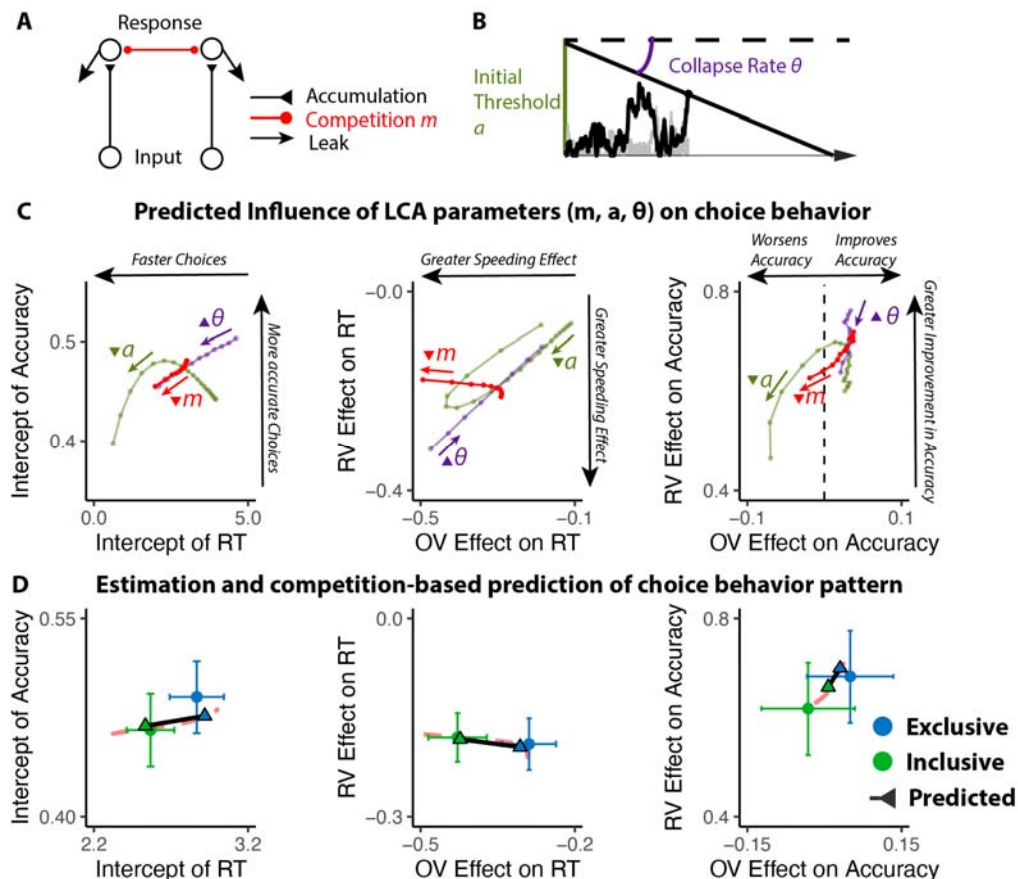 A
Response
Input
Accumulation
Competition m
Leak
B
Initial
Threshold
a
Collapse Rate θ
C
Predicted Influence of LCA parameters (m, a, θ) on choice behavior
Faster Choices
Intercept of Accuracy
0.5
0.4
0.0
5.0
Intercept of RT
▲θ
▼a
▼m
More accurate Choices
Greater Speeding Effect
RV Effect on RT
−0.0
−0.4
−0.5
−0.1
OV Effect on RT
▼m
▼a
▲θ
Greater Speeding Effect
Worsens
Accuracy
Improves
Accuracy
RV Effect on Accuracy
0.8
0.4
−0.1
0.1
OV Effect on Accuracy
▲θ
▼a
▼m
Greater Improvement in Accuracy
D
Estimation and competition-based prediction of choice behavior pattern
Intercept of Accuracy
0.55
0.40
2.2
3.2
Intercept of RT
RV Effect on RT
0.0
−0.3
−0.5
−0.2
OV Effect on RT
RV Effect on Accuracy
0.8
0.4
−0.15
0.15
OV Effect on Accuracy
Exclusive
Inclusive
Predicted